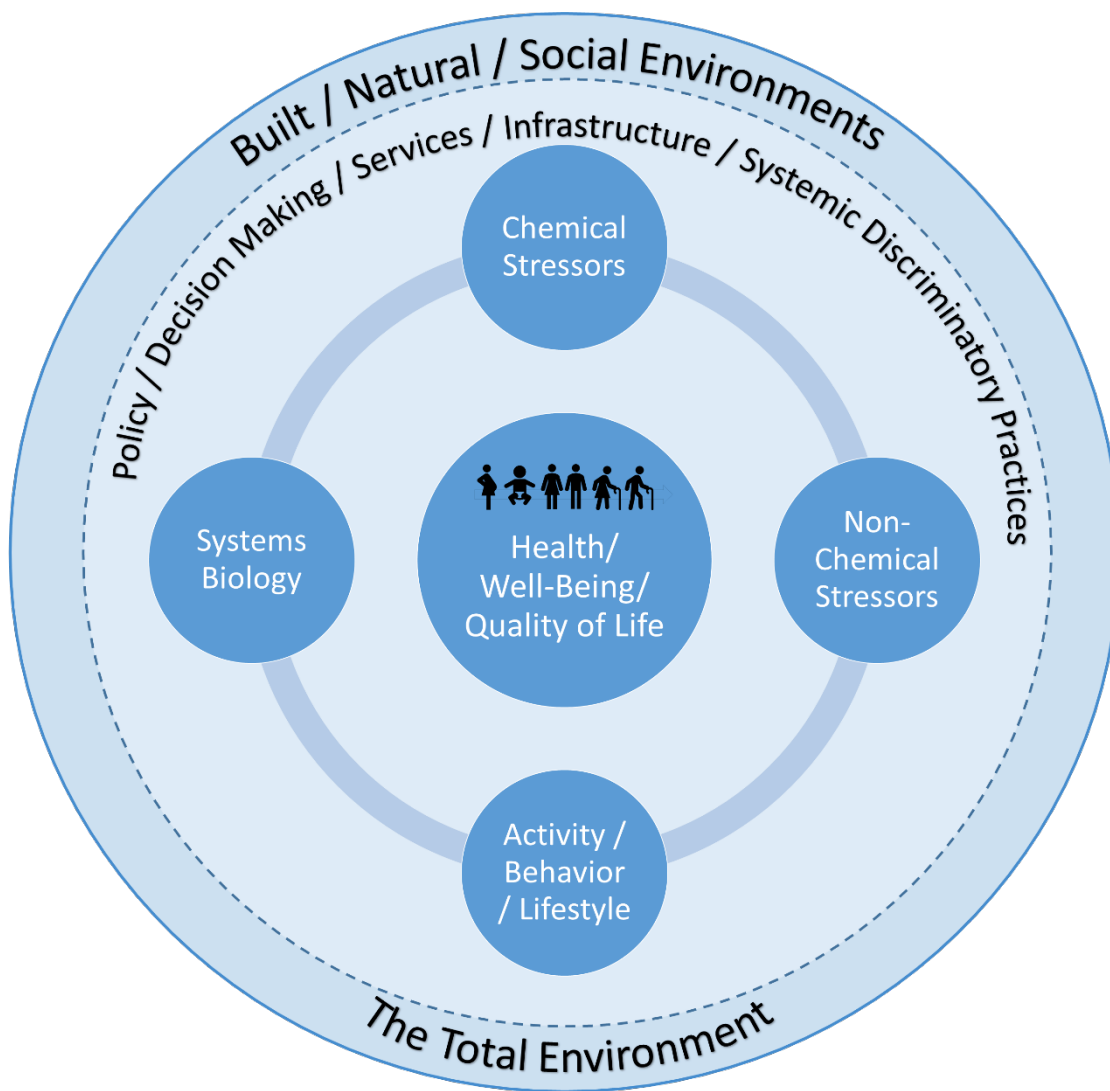 Built / Natural / Social Environments
Policy / Decision Making / Services / Infrastructure / Systemic Discriminatory Practices
Chemical
Stressors
Systems
Biology
Health/
Well-Being/
Quality of Life
Non-
Chemical
Stressors
Activity /
Behavior
/ Lifestyle
The Total Environment